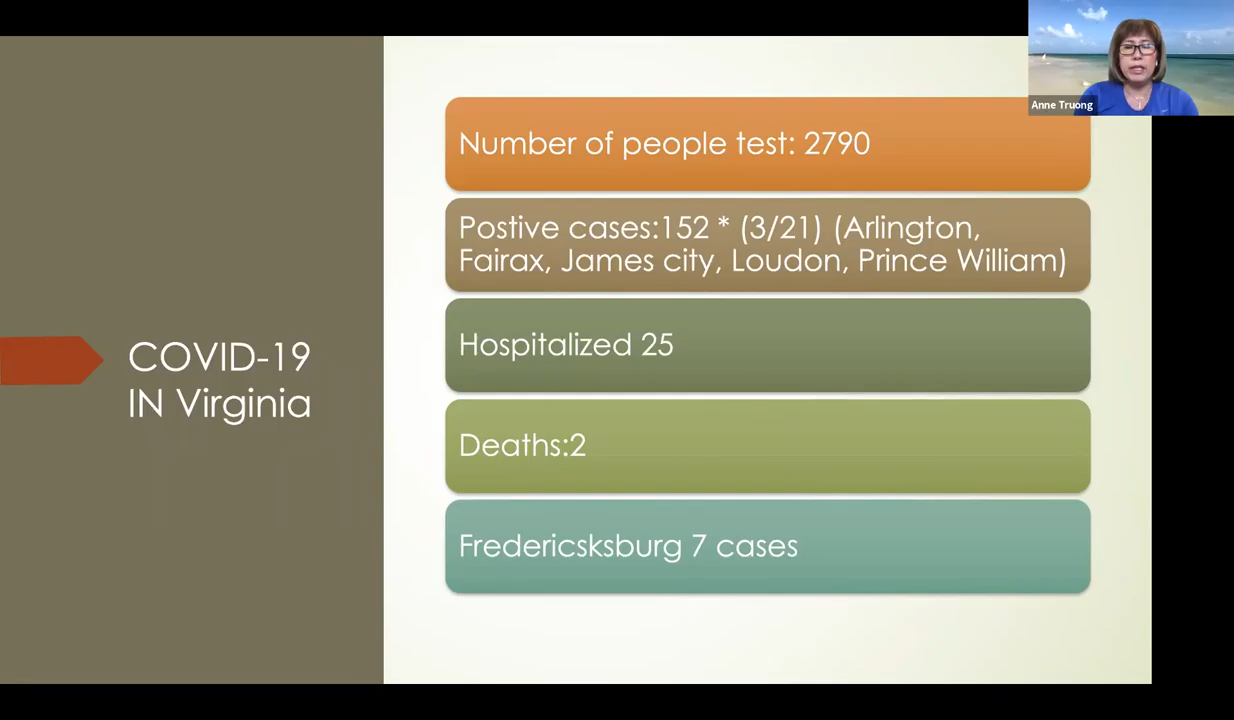 Anne Truong
Number of people test: 2790
Postive cases:152 * (3/21) (Arlington,
Fairax, James city, Loudon, Prince William)
Hospitalized 25
COVID-19
IN Virginia
Deaths:2
Fredericsksburg 7 cases